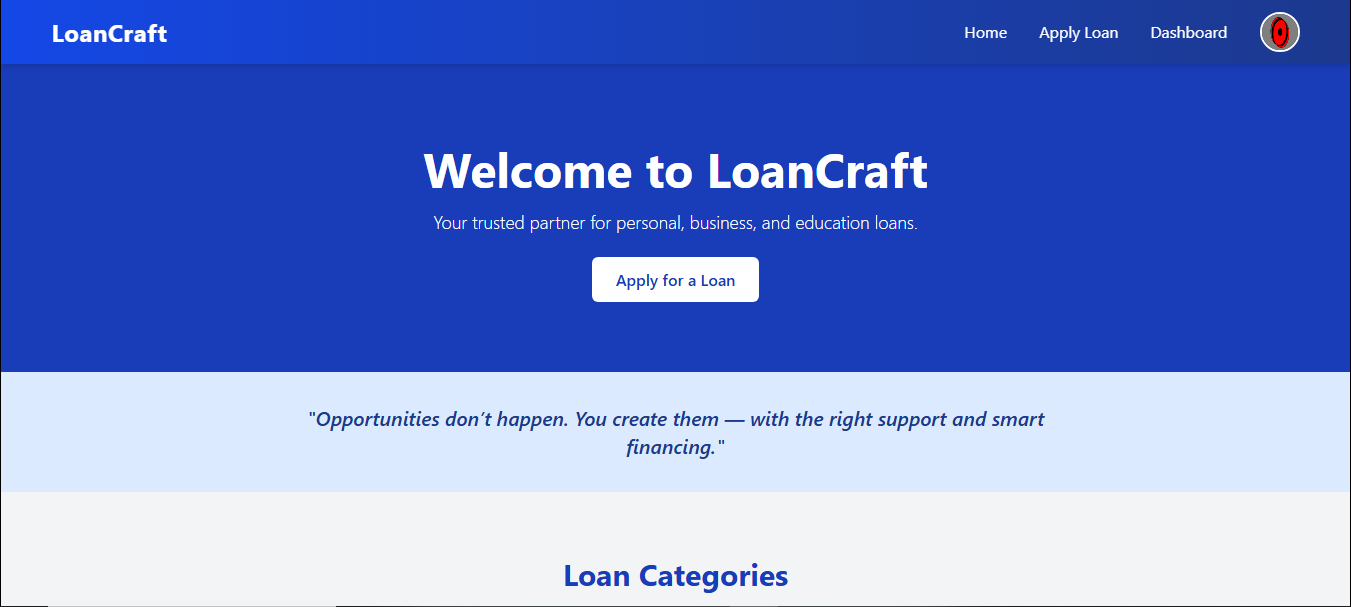 LoanCraft
Home
Apply Loan
Dashboard
Welcome to LoanCraft
Your trusted partner for personal, business, and education loans.
Apply for a Loan
"Opportunities don’t happen. You create them — with the right support and smart
financing."
Loan Categories